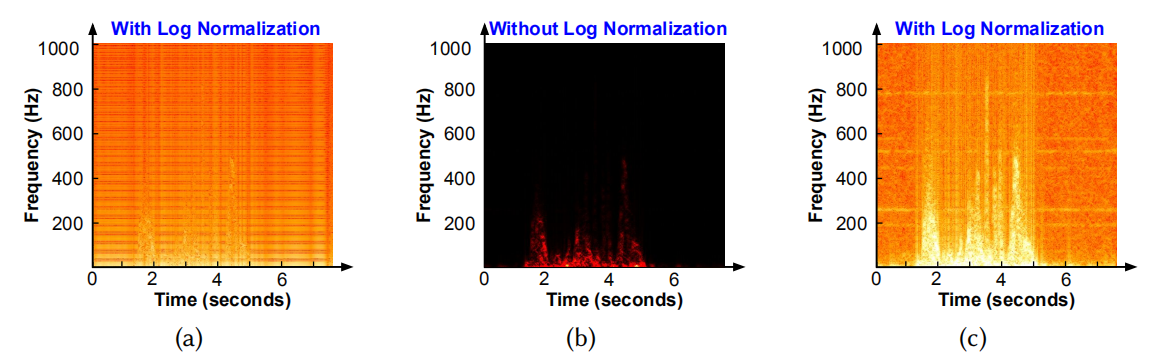 With Log Normalization
1000
800
600
400
200
0 2 4 6
Frequency (Hz)
Time (seconds)
(a)
Without Log Normalization
1000
800
600
400
200
0 2 4 6
Frequency (Hz)
Time (seconds)
(b)
With Log Normalization
1000
800
600
400
200
0 2 4 6
Frequency (Hz)
Time (seconds)
(c)